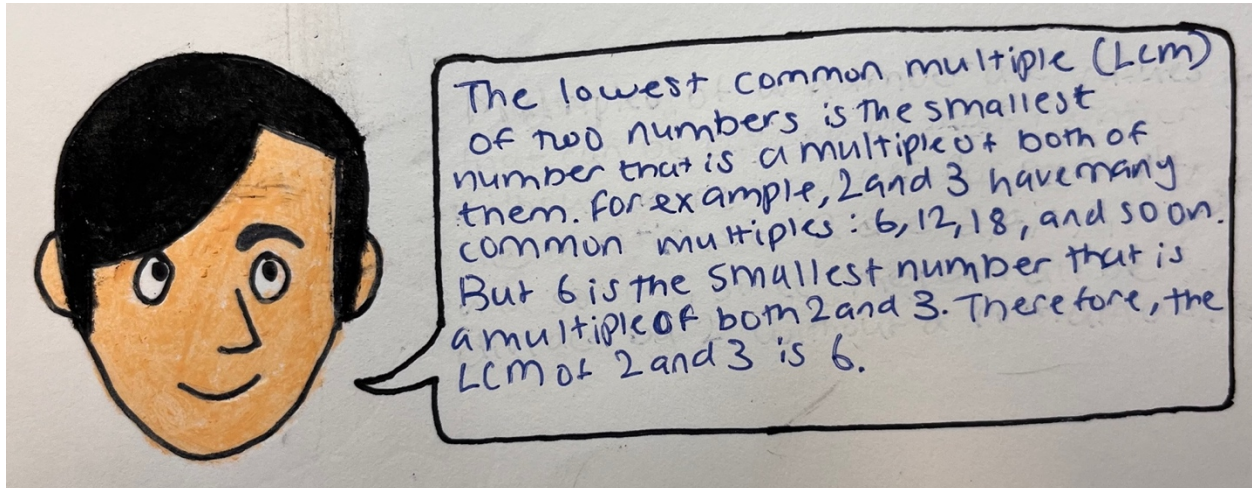 The lowest common multiple (LCM)
of two numbers is the smallest
number that is a multiple of both of
them. For example, 2 and 3 have many
common multiples : 6, 12, 18, and so on.
But 6 is the smallest number that is
a multiple of both 2 and 3. Therefore, the
LCM of 2 and 3 is 6.